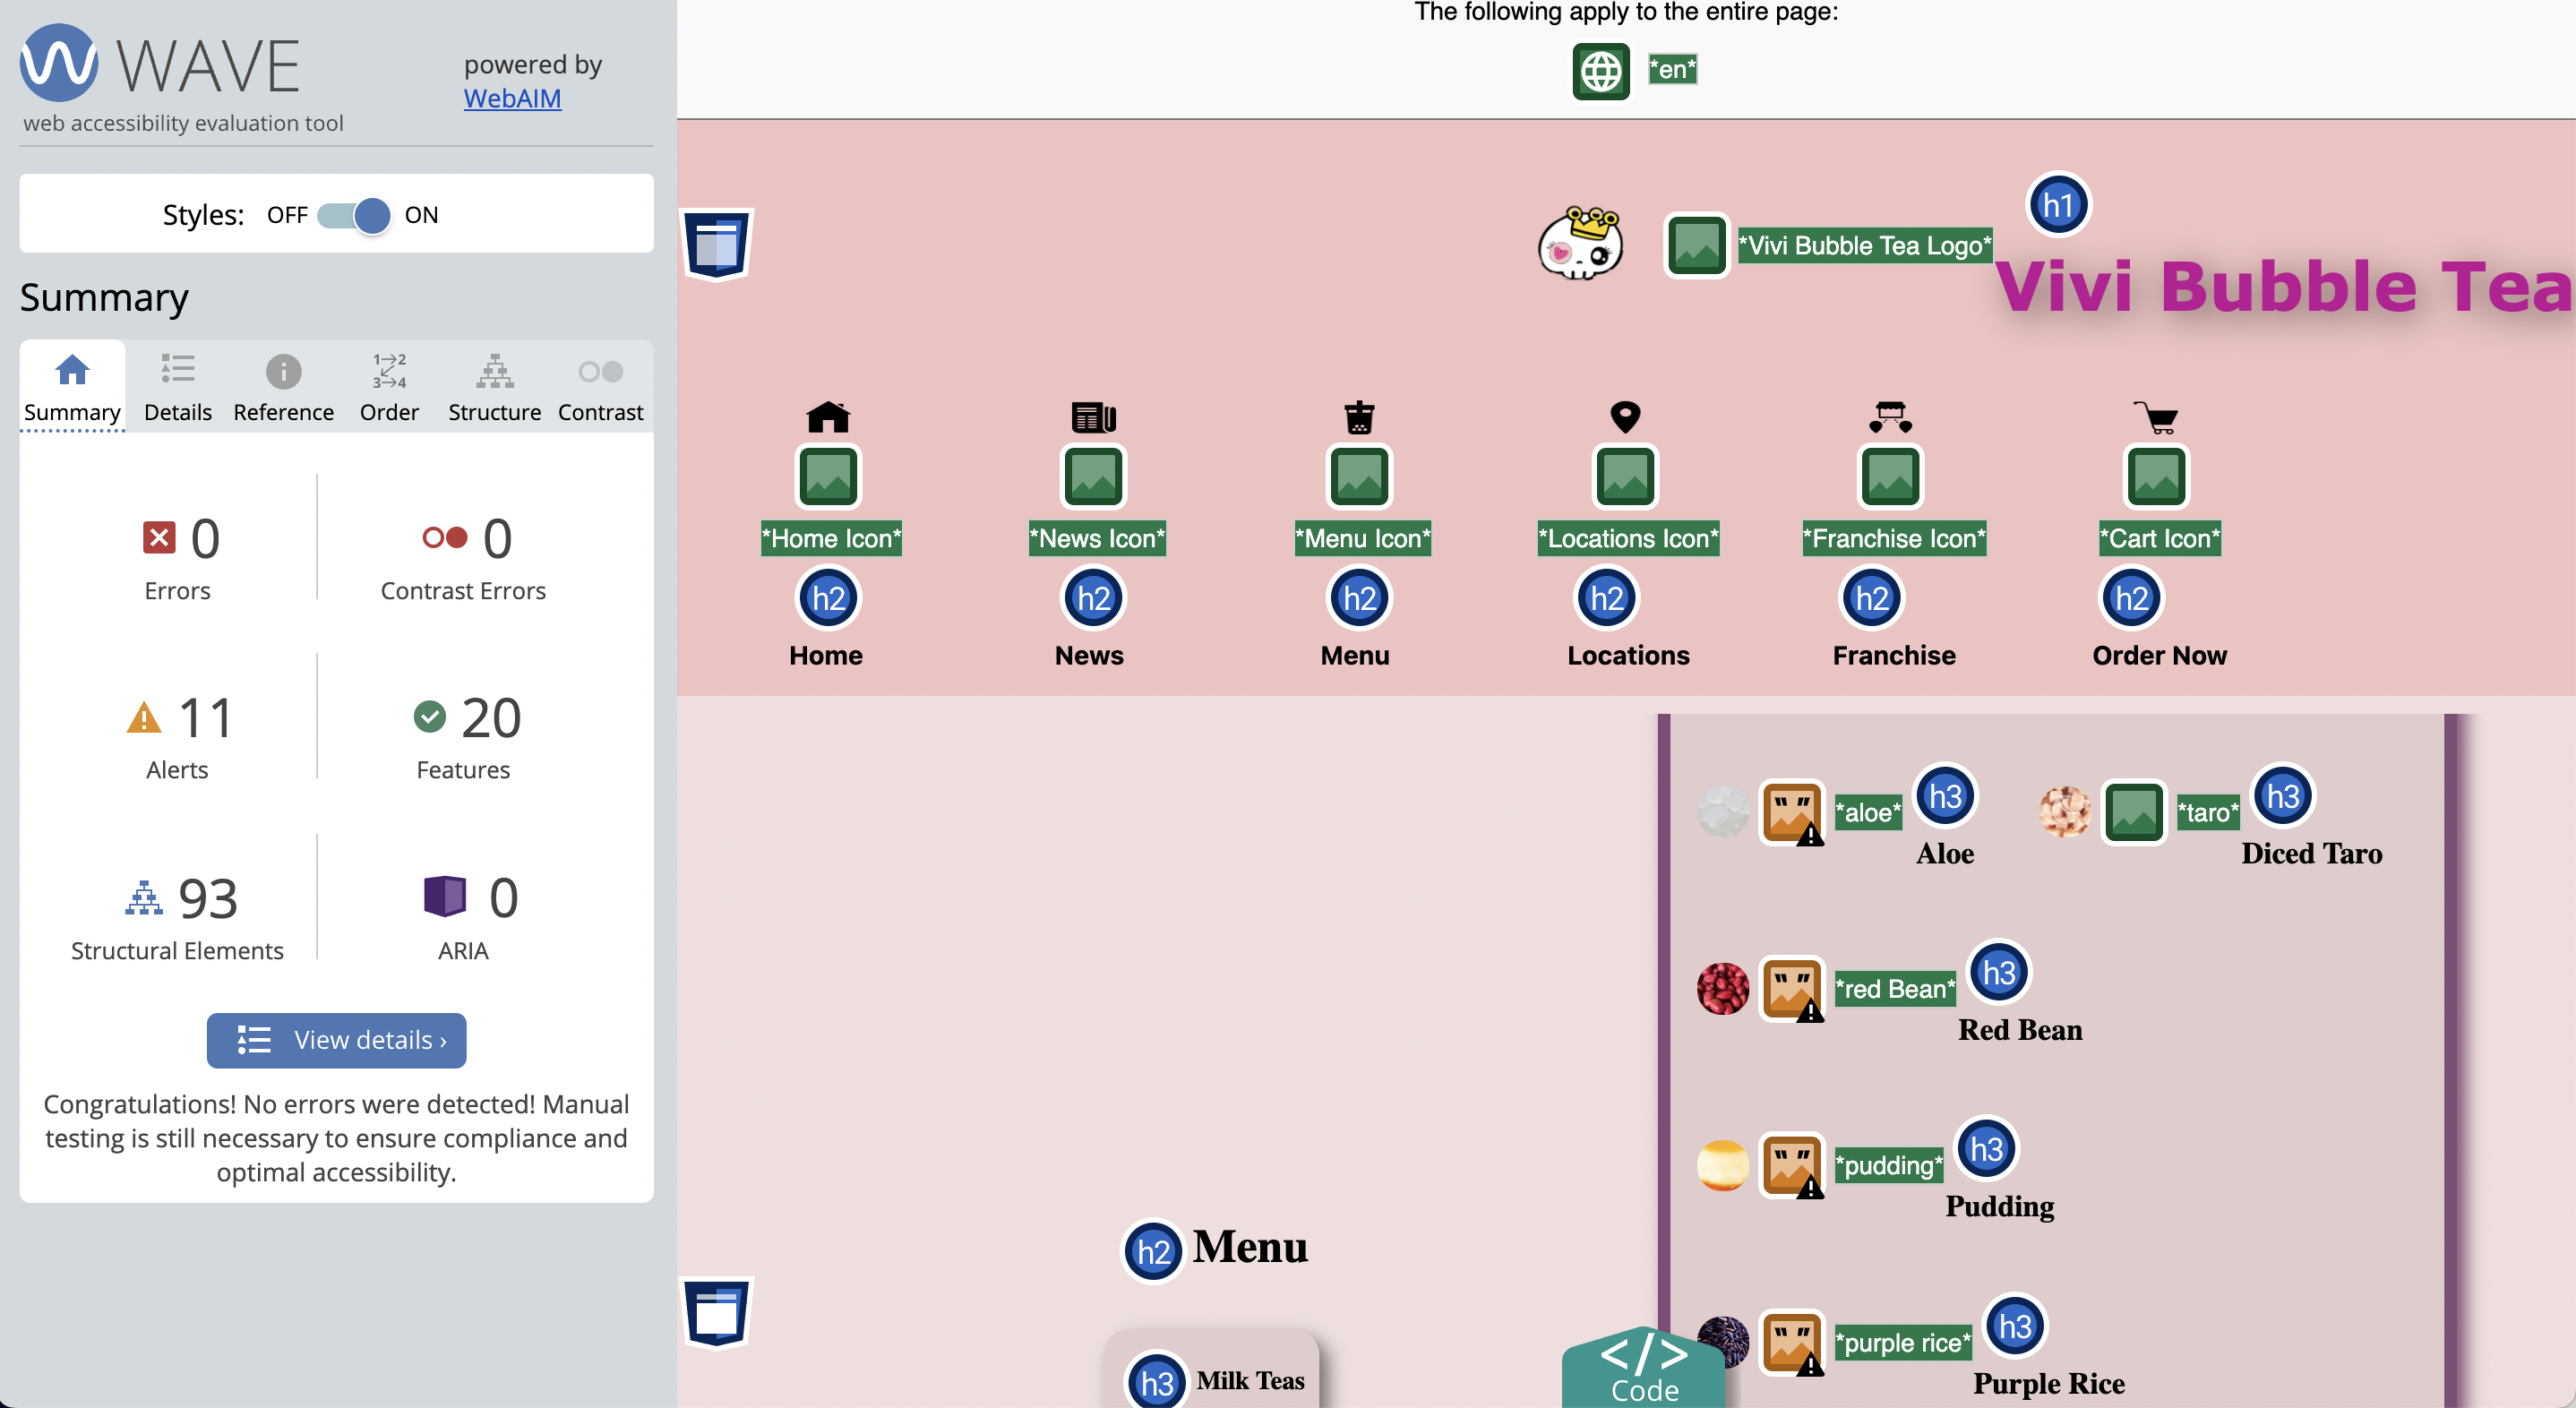 WAVE
powered by
WebAIM
web accessibility evaluation tool
Styles: OFF ON
Summary
Summary Details Reference Order Structure Contrast
1→2
3→4
0 0
Errors Contrast Errors
11 20
Alerts Features
93 0
Structural Elements ARIA
View details ›
Congratulations! No errors were detected! Manual
testing is still necessary to ensure compliance and
optimal accessibility.
The following apply to the entire page:
*en*
h1
*Vivi Bubble Tea Logo*
Vivi Bubble Tea
*Home Icon* *News Icon* *Menu Icon* *Locations Icon* *Franchise Icon* *Cart Icon*
h2 h2 h2 h2 h2 h2
Home News Menu Locations Franchise Order Now
*aloe* h3 *taro* h3
Aloe Diced Taro
*red Bean* h3
Red Bean
*pudding* h3
Pudding
h2 Menu
*purple rice* h3
Purple Rice
h3 Milk Teas
</>
Code